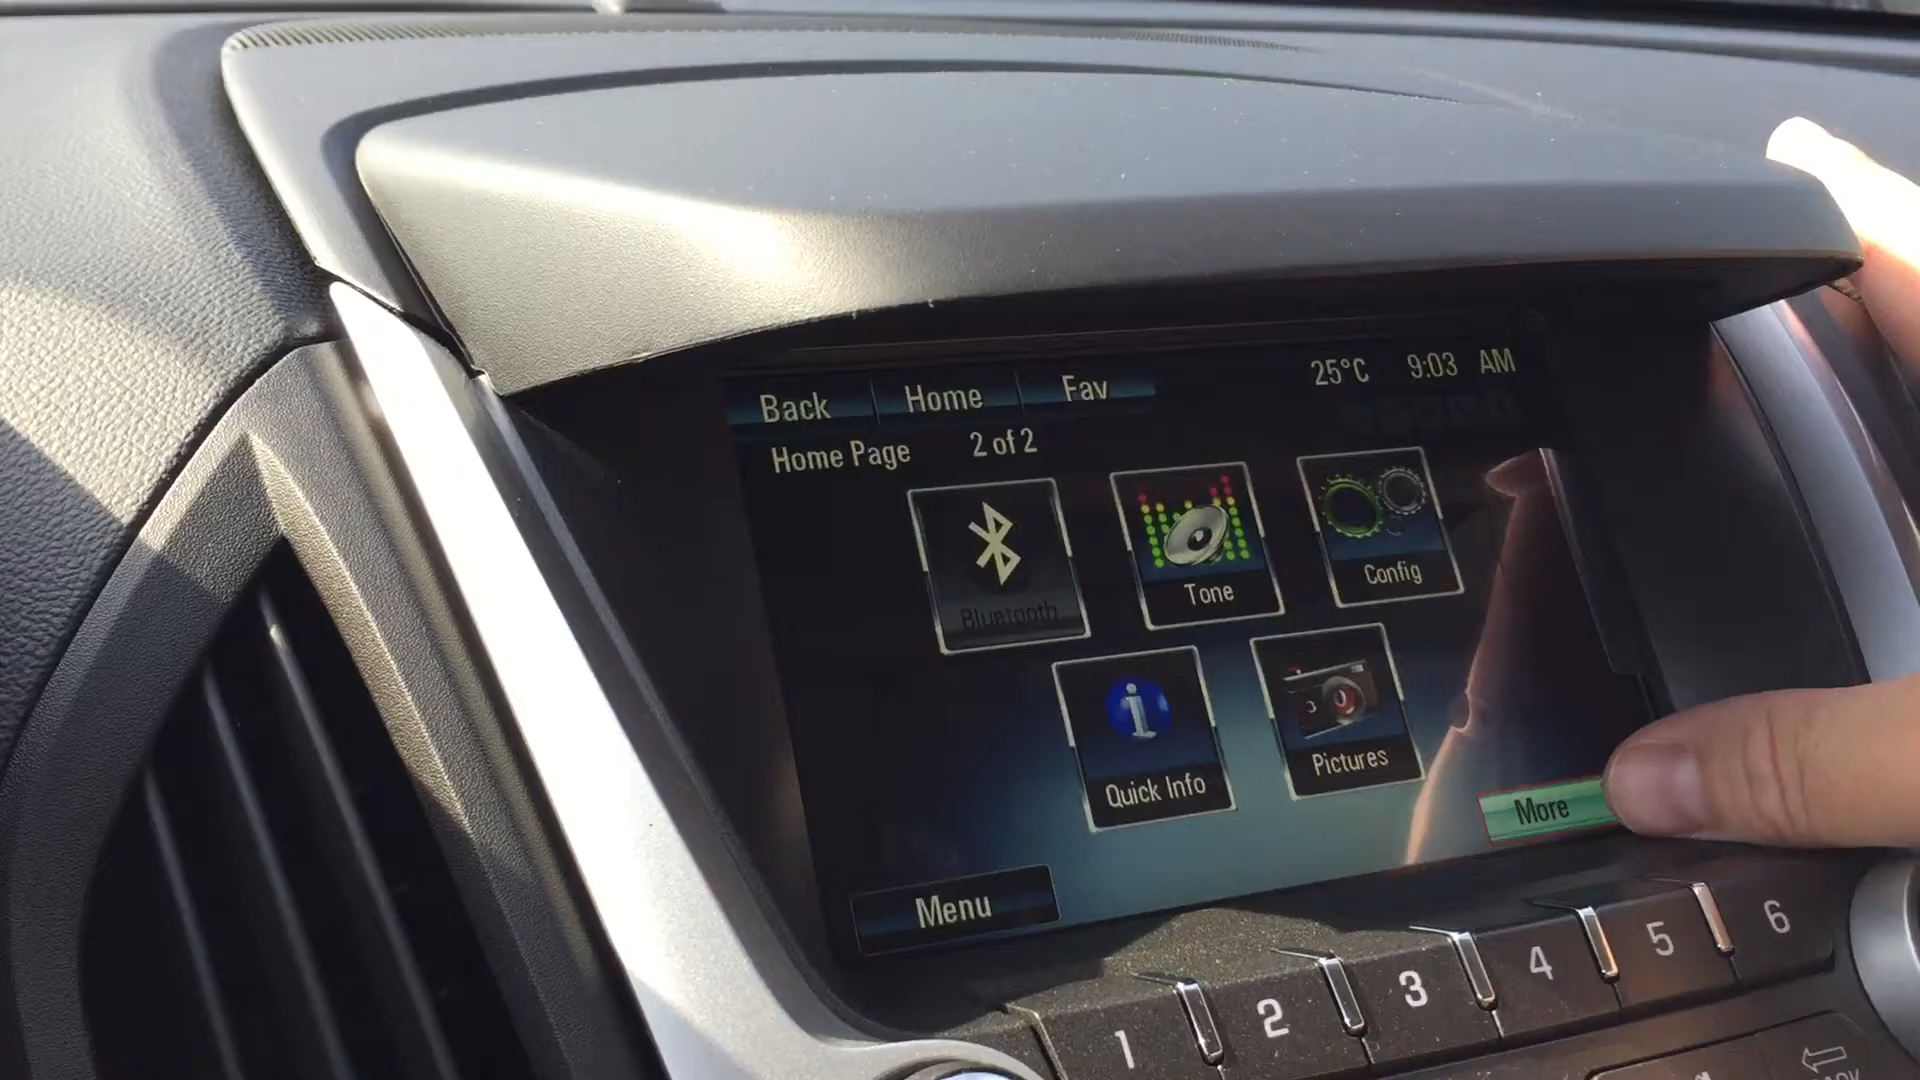 Back Home Fav 25°C 9:03 AM
Home Page 2 of 2
Bluetooth
Tone
Config
Quick Info
Pictures
More
Menu
1 2 3 4 5 6